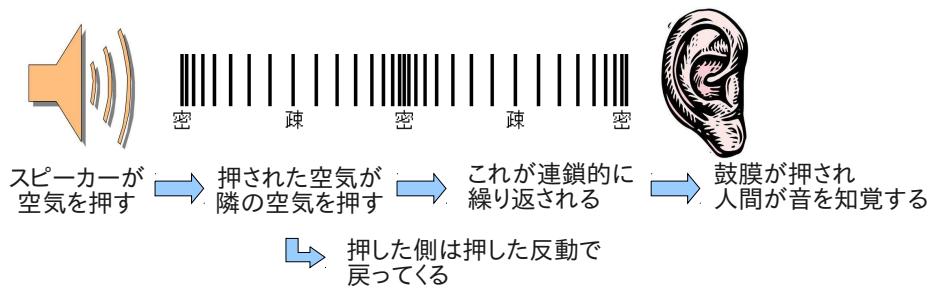 密 疎 密 疎 密
スピーカーが
空気を押す
押された空気が
隣の空気を押す
これが連鎖的に
繰り返される
鼓膜が押され
人間が音を知覚する
押した側は押した反動で
戻ってくる